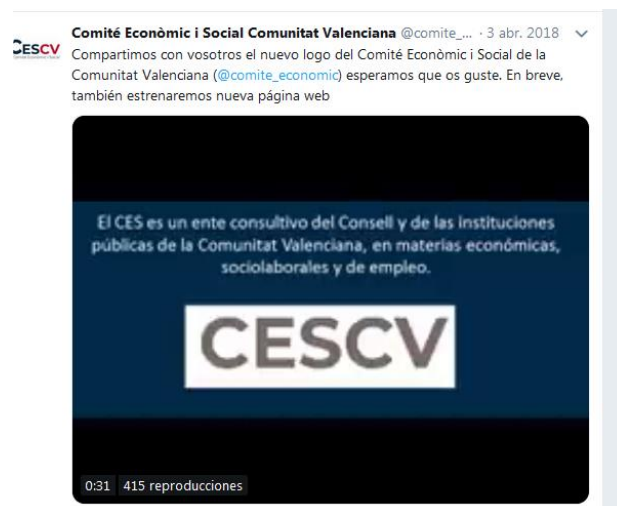 Comité Econòmic i Social Comunitat Valenciana @comite_... · 3 abr. 2018
CESCV
Compartimos con vosotros el nuevo logo del Comité Econòmic i Social de la
Comunitat Valenciana (@comite_economic) esperamos que os guste. En breve,
también estrenaremos nueva página web
El CES es un ente consultivo del Consell y de las instituciones
públicas de la Comunitat Valenciana, en materias económicas,
sociolaborales y de empleo.
CESCV
0:31 415 reproducciones